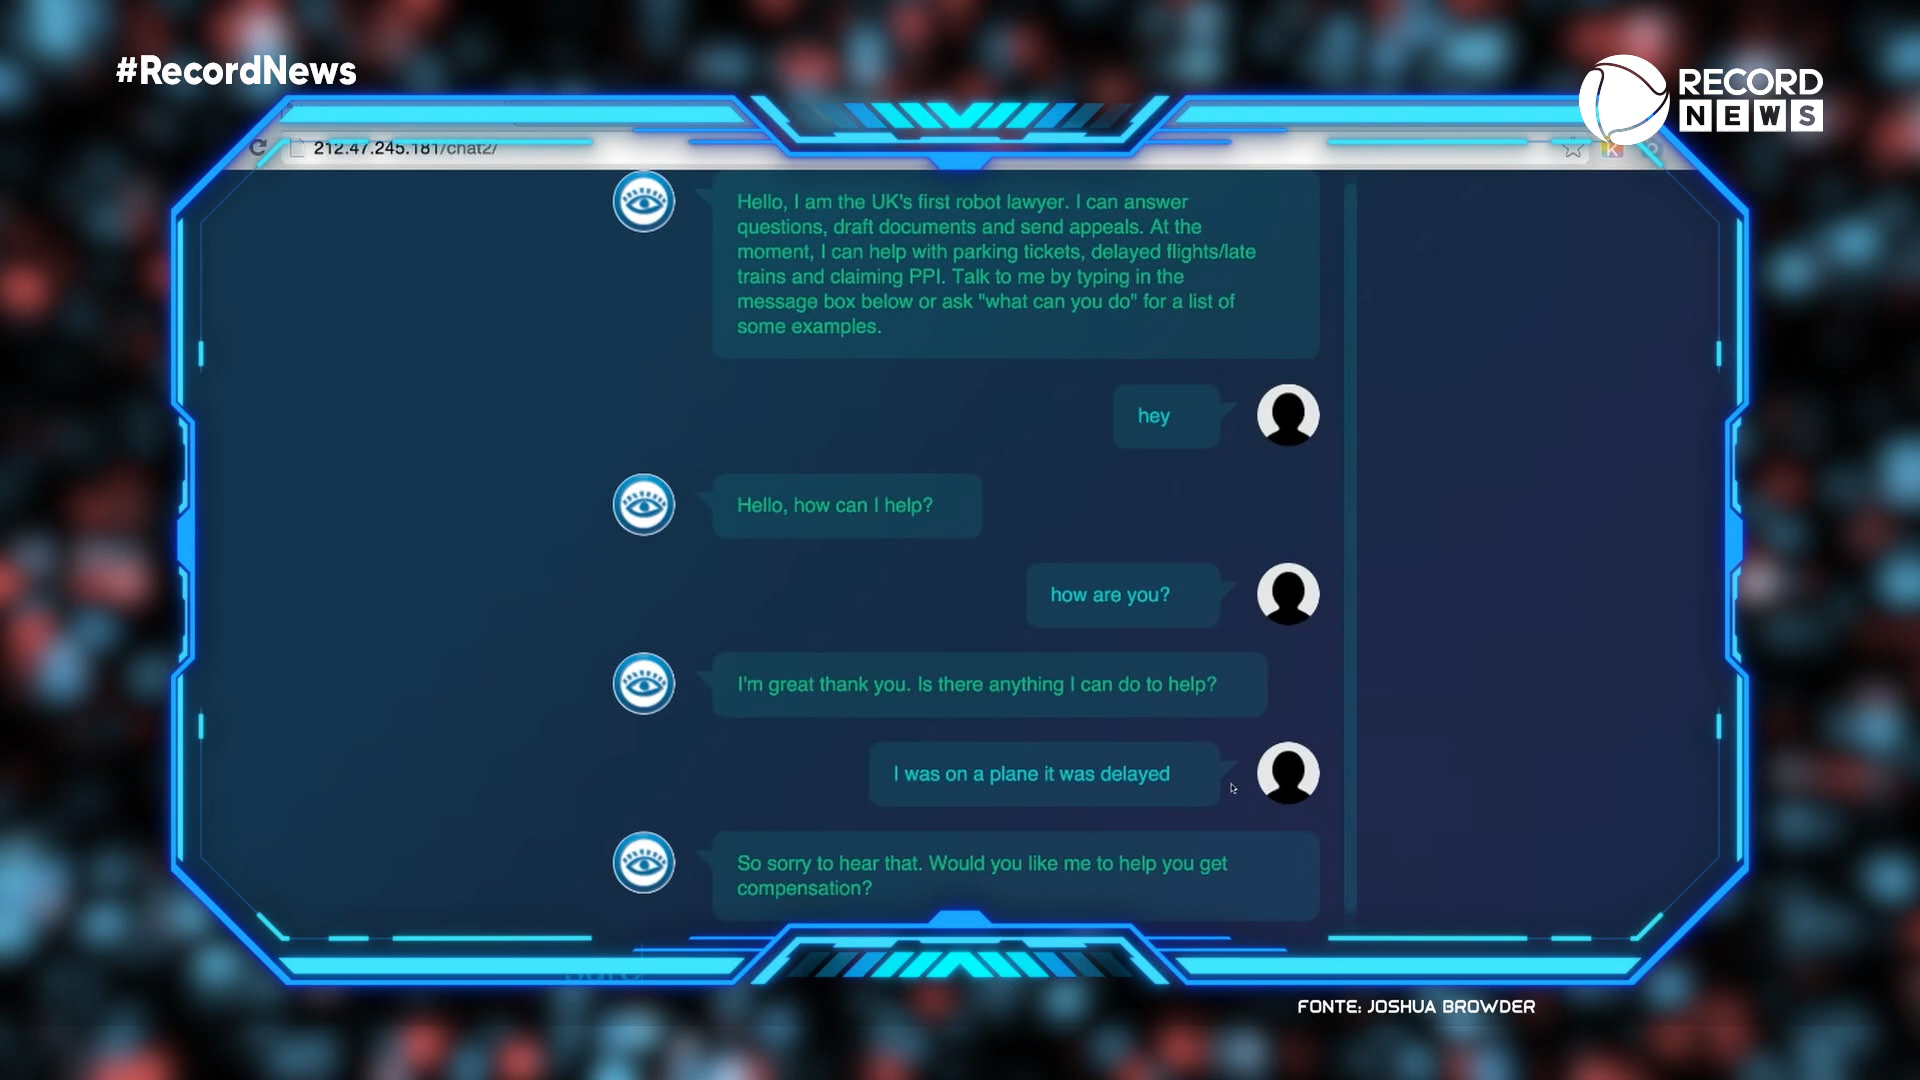 #RecordNews
RECORD
NEWS
212.47.245.181/chat2/
Hello, I am the UK's first robot lawyer. I can answer
questions, draft documents and send appeals. At the
moment, I can help with parking tickets, delayed flights/late
trains and claiming PPI. Talk to me by typing in the
message box below or ask "what can you do" for a list of
some examples.
hey
Hello, how can I help?
how are you?
I'm great thank you. Is there anything I can do to help?
I was on a plane it was delayed
So sorry to hear that. Would you like me to help you get
compensation?
FONTE: JOSHUA BROWDER